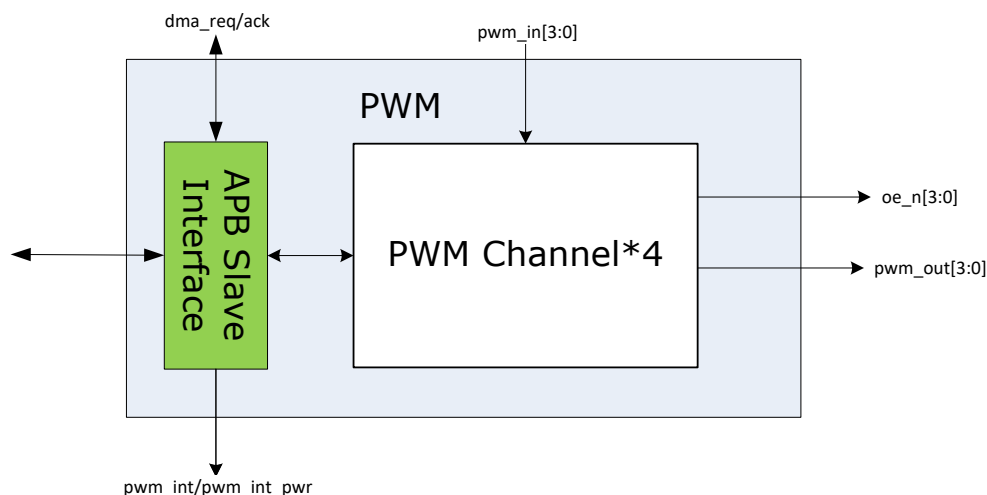 dma_req/ack
pwm_in[3:0]
PWM
APB Slave
Interface
PWM Channel*4
oe_n[3:0]
pwm_out[3:0]
pwm_int/pwm_int_pwr